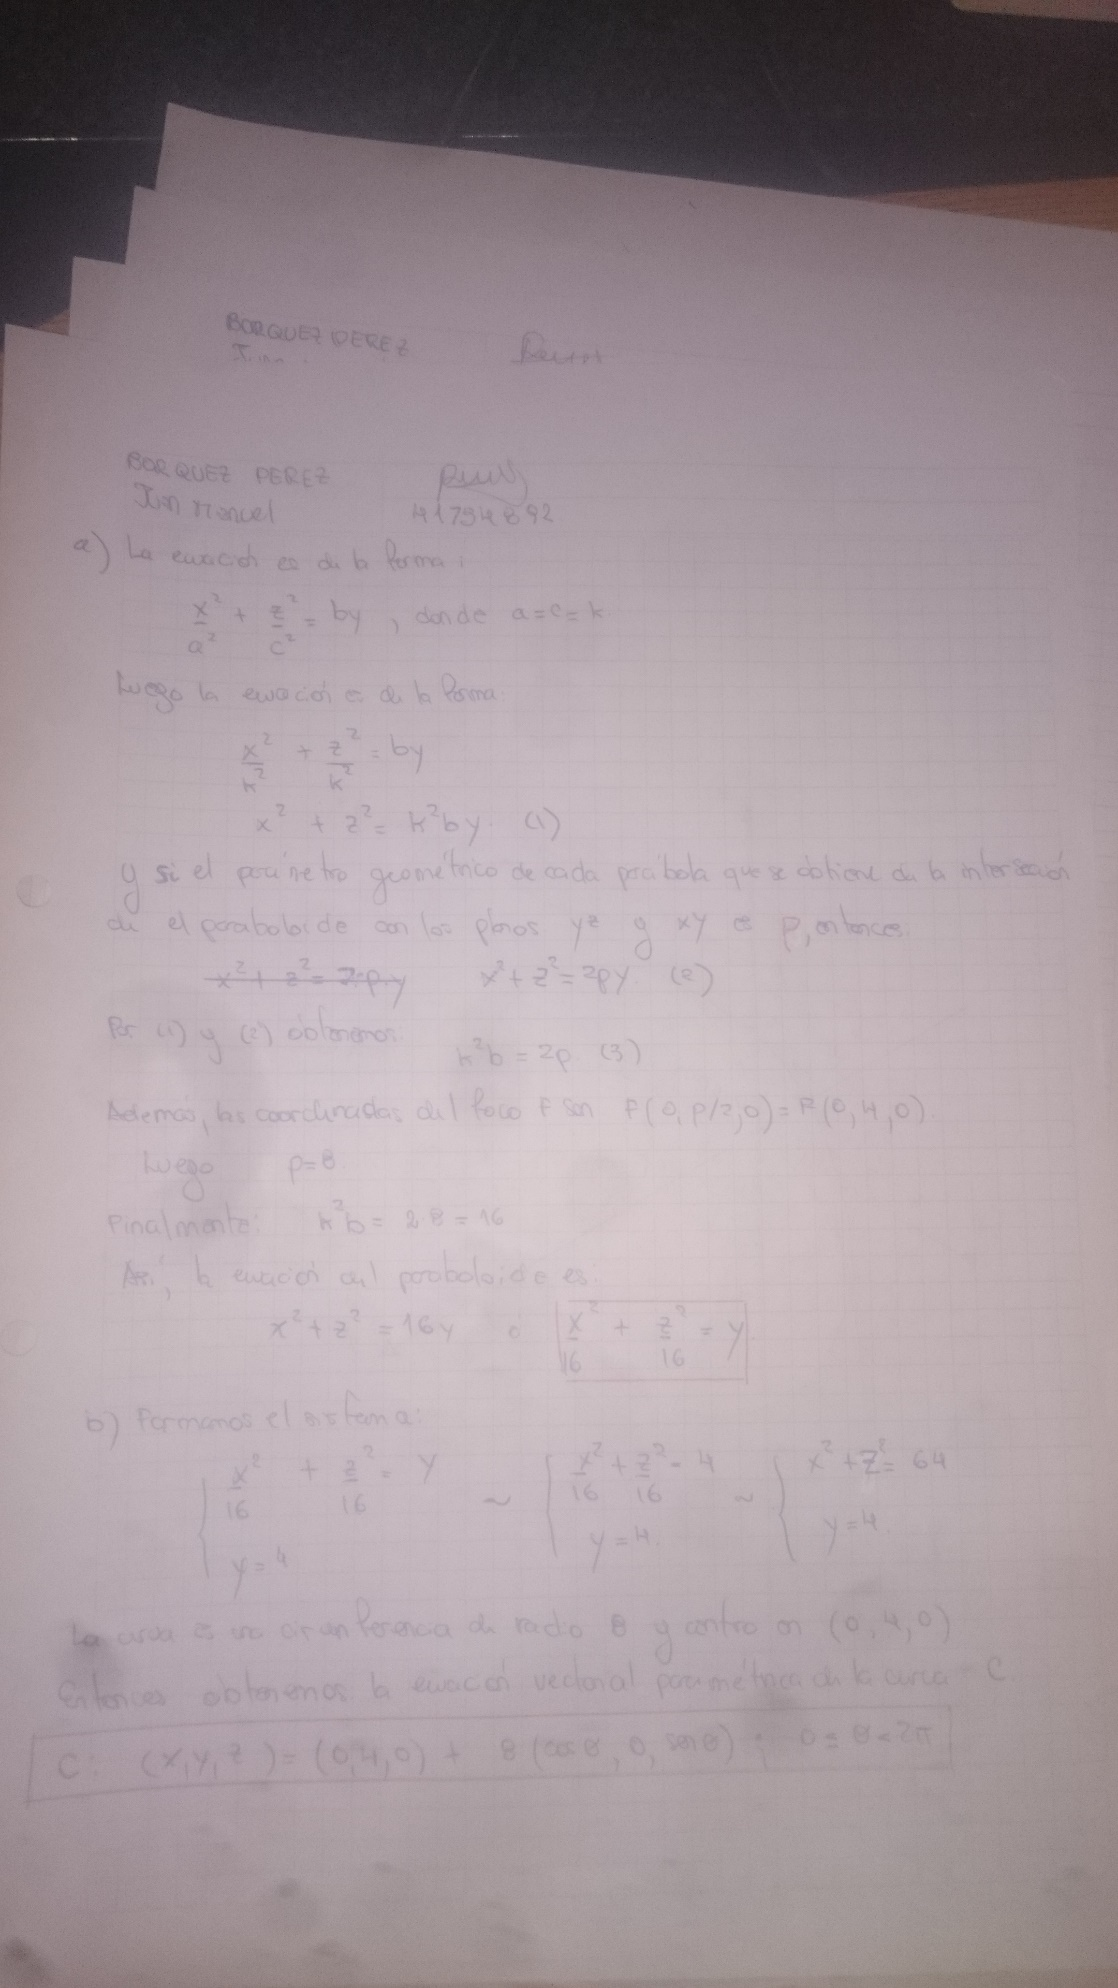 BORQUEZ PEREZ
BORQUEZ PEREZ
Juan Manuel 41794892
a) La ecuación es de la forma:
x²/a² + z²/c² = by, donde a=c=k
Luego la ecuación es de la forma:
x²/k² + z²/k² = by
x² + z² = k²by. (1)
Y si el parámetro geométrico de cada parábola que se obtiene de la intersección
de el paraboloide con los planos yz y xy es p, entonces.
x²+z²=2py. (2)
Por (1) y (2) obtenemos.
k²b = 2p. (3)
Además, las coordenadas del foco F son F(0, p/2, 0) = F(0, 4, 0).
Luego p=8
Finalmente: k²b = 2.8 = 16
Así, la ecuación del paraboloide es:
x²+z² = 16y ó x²/16 + z²/16 = y
b) Formamos el sistema:
{ x²/16 + z²/16 = y ~ { x²/16 + z²/16 = 4 ~ { x²+z² = 64
y=4 y=4. y=4.
La curva es una circunferencia de radio 8 y centro en (0, 4, 0)
Entonces obtenemos la ecuación vectorial paramétrica de la curva C.
C: (x,y,z) = (0,4,0) + 8(cosθ, 0, senθ); 0≤θ<2π